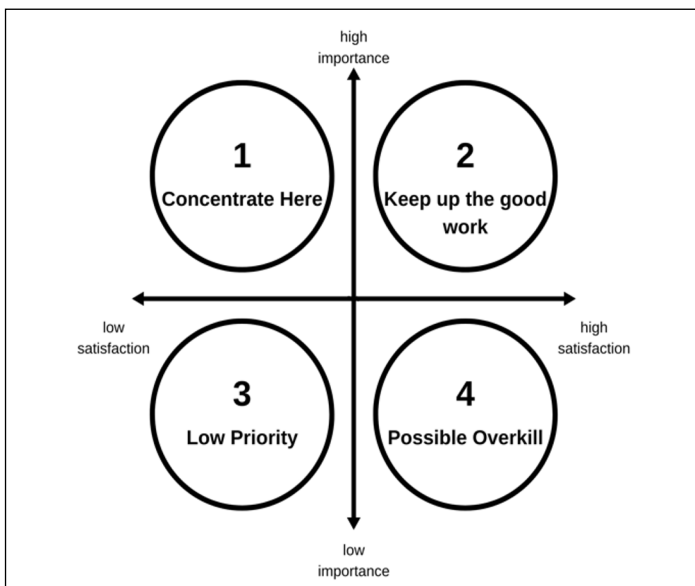 high
importance
1
Concentrate Here
2
Keep up the good
work
low
satisfaction
high
satisfaction
3
Low Priority
4
Possible Overkill
low
importance